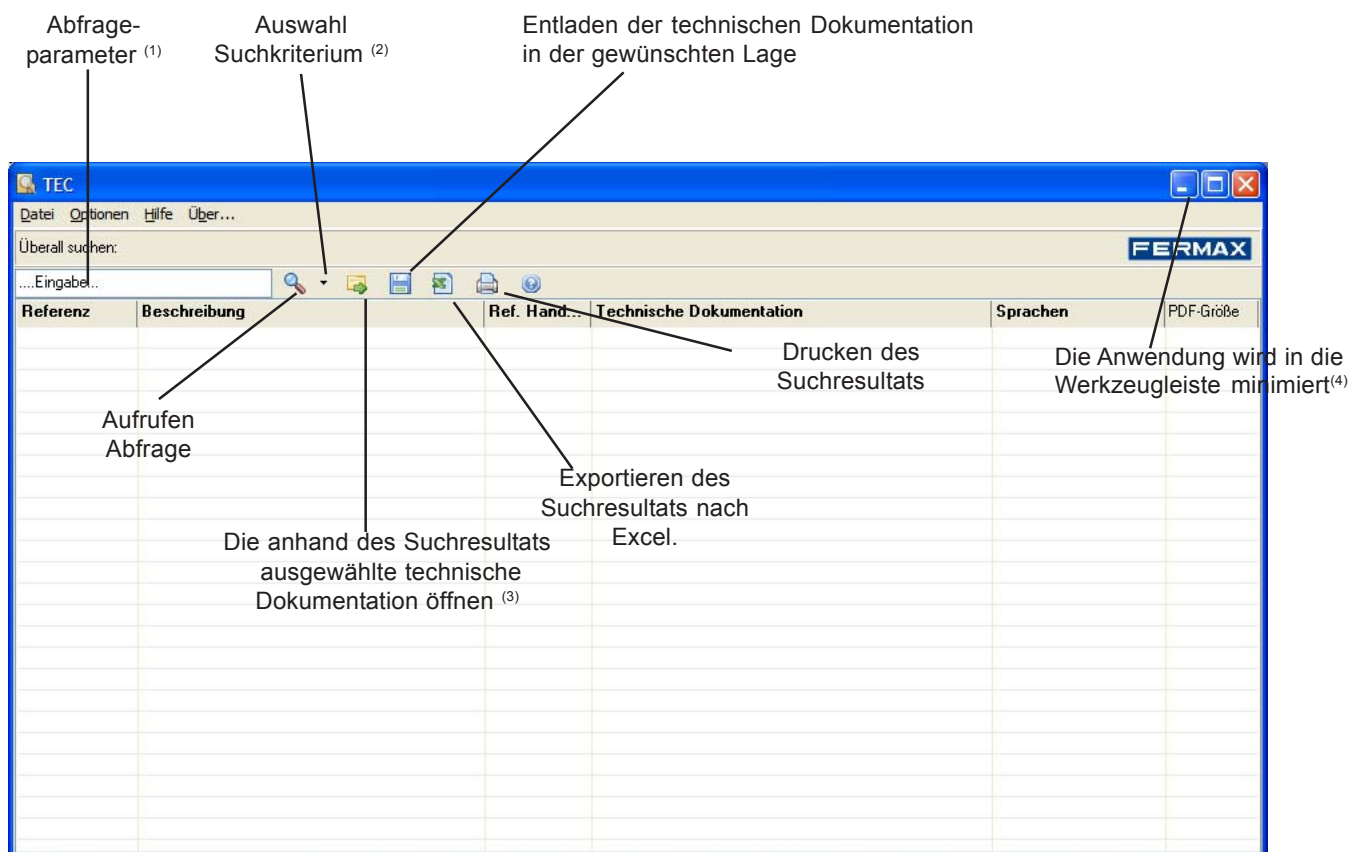 Abfrage-
parameter (1)
Auswahl
Suchkriterium (2)
Entladen der technischen Dokumentation
in der gewünschten Lage
TEC
Datei Optionen Hilfe Über...
Überall suchen:
FERMAX
....Eingabe...
Referenz Beschreibung Ref. Hand... Technische Dokumentation Sprachen PDF-Größe
Drucken des
Suchresultats
Die Anwendung wird in die
Werkzeugleiste minimiert(4)
Aufrufen
Abfrage
Exportieren des
Suchresultats nach
Excel.
Die anhand des Suchresultats
ausgewählte technische
Dokumentation öffnen (3)